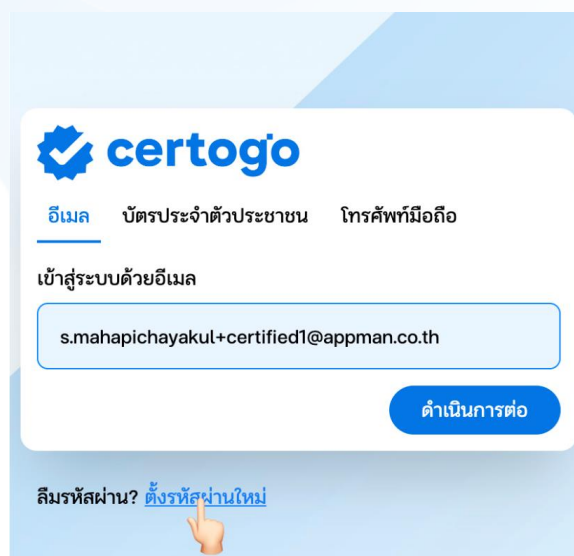 certogo
อีเมล บัตรประจำตัวประชาชน โทรศัพท์มือถือ
เข้าสู่ระบบด้วยอีเมล
s.mahapichayakul+certified1@appman.co.th
ดำเนินการต่อ
ลืมรหัสผ่าน? ตั้งรหัสผ่านใหม่